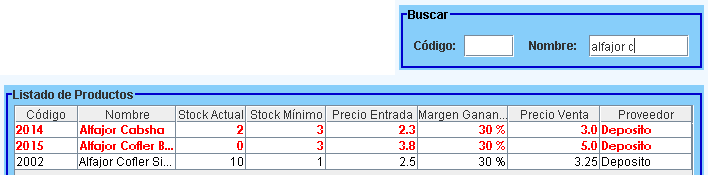 Buscar
Código: Nombre: alfajor c
Listado de Productos
Código Nombre Stock Actual Stock Mínimo Precio Entrada Margen Ganan... Precio Venta Proveedor
2014 Alfajor Cabsha 2 3 2.3 30 % 3.0 Deposito
2015 Alfajor Cofler B... 0 3 3.8 30 % 5.0 Deposito
2002 Alfajor Cofler Si... 10 1 2.5 30 % 3.25 Deposito